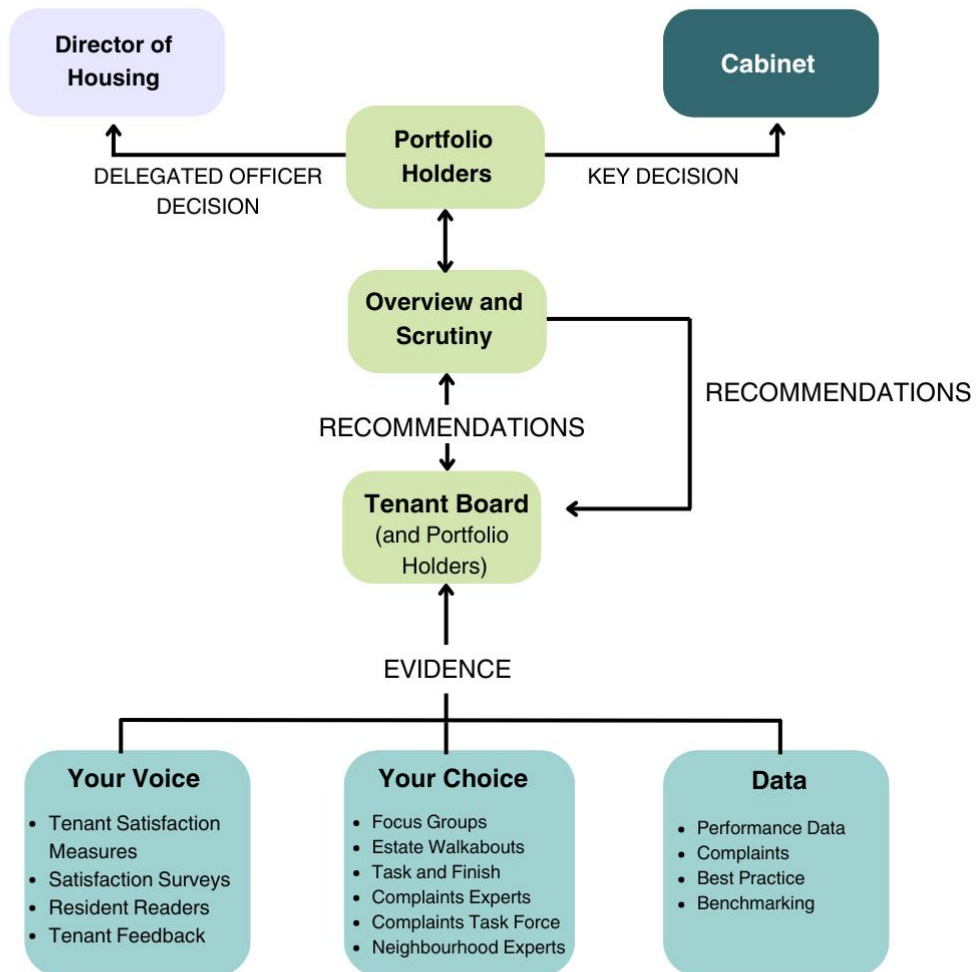 Director of
Housing
Cabinet
Portfolio
Holders
DELEGATED OFFICER
DECISION
KEY DECISION
Overview and
Scrutiny
RECOMMENDATIONS
RECOMMENDATIONS
Tenant Board
(and Portfolio
Holders)
EVIDENCE
Your Voice
• Tenant Satisfaction
Measures
• Satisfaction Surveys
• Resident Readers
• Tenant Feedback
Your Choice
• Focus Groups
• Estate Walkabouts
• Task and Finish
• Complaints Experts
• Complaints Task Force
• Neighbourhood Experts
Data
• Performance Data
• Complaints
• Best Practice
• Benchmarking